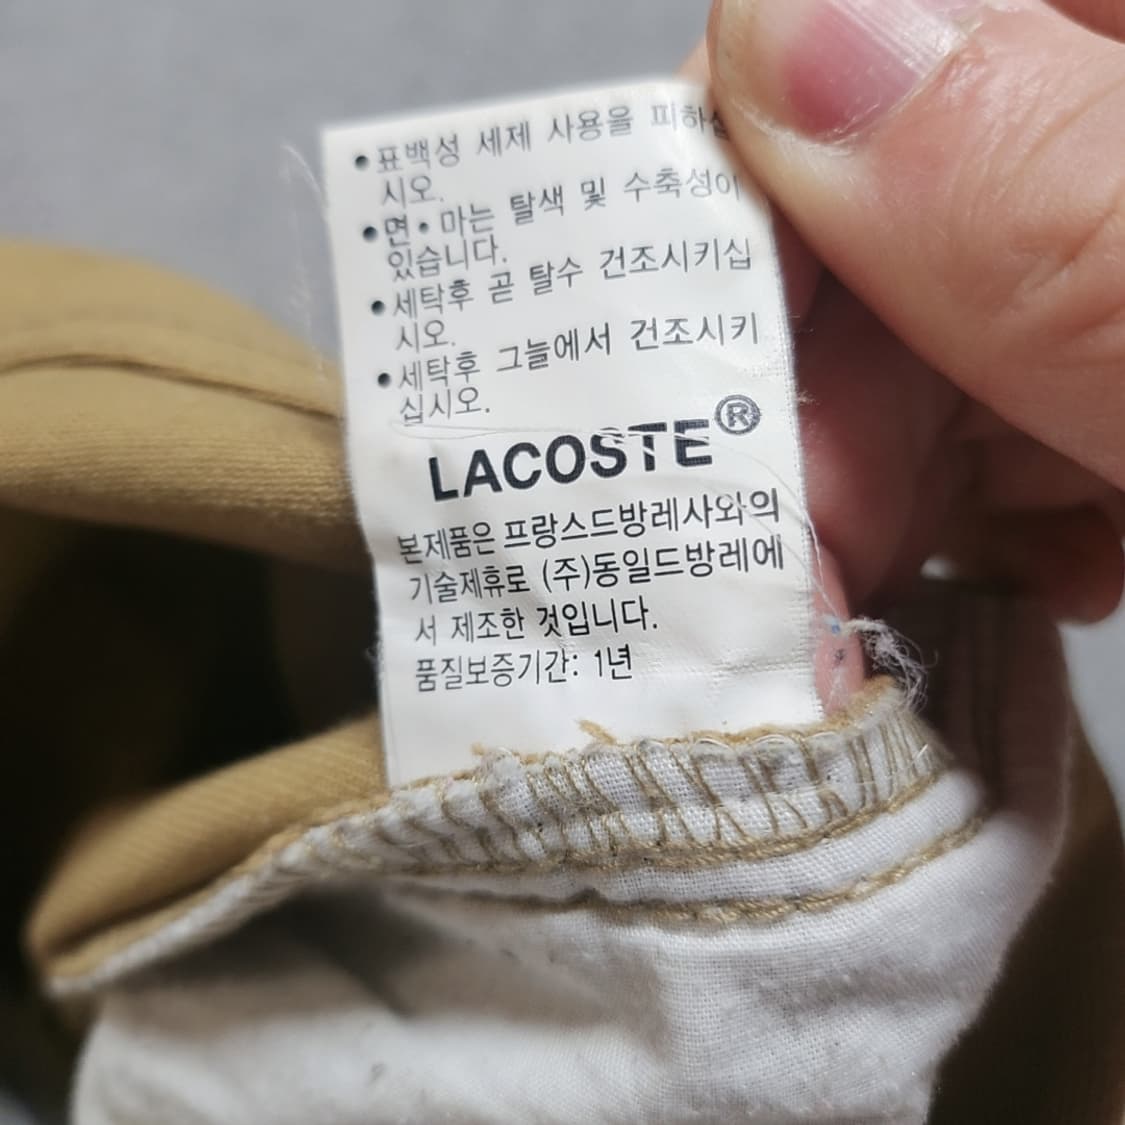 •표백성 세제 사용을 피하십
시오.
•면•마는 탈색 및 수축성이
있습니다.
•세탁후 곧 탈수 건조시키십
시오.
•세탁후 그늘에서 건조시키
십시오.
LACOSTE®
본제품은 프랑스드방레사와의
기술제휴로 (주)동일드방레에
서 제조한 것입니다.
품질보증기간: 1년